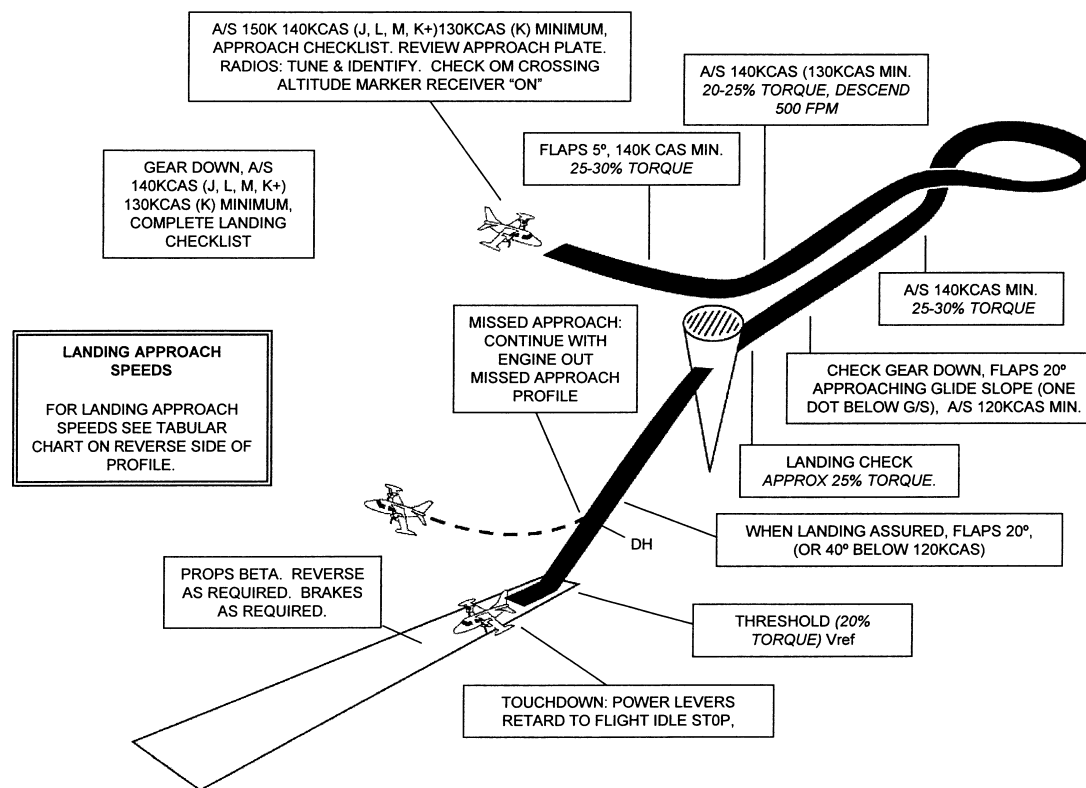 A/S 150K 140KCAS (J, L, M, K+)130KCAS (K) MINIMUM,
APPROACH CHECKLIST. REVIEW APPROACH PLATE.
RADIOS: TUNE & IDENTIFY. CHECK OM CROSSING
ALTITUDE MARKER RECEIVER "ON"
A/S 140KCAS (130KCAS MIN.
20-25% TORQUE, DESCEND
500 FPM
FLAPS 5º, 140K CAS MIN.
25-30% TORQUE
GEAR DOWN, A/S
140KCAS (J, L, M, K+)
130KCAS (K) MINIMUM,
COMPLETE LANDING
CHECKLIST
A/S 140KCAS MIN.
25-30% TORQUE
MISSED APPROACH:
CONTINUE WITH
ENGINE OUT
MISSED APPROACH
PROFILE
LANDING APPROACH
SPEEDS
FOR LANDING APPROACH
SPEEDS SEE TABULAR
CHART ON REVERSE SIDE OF
PROFILE.
CHECK GEAR DOWN, FLAPS 20º
APPROACHING GLIDE SLOPE (ONE
DOT BELOW G/S), A/S 120KCAS MIN.
LANDING CHECK
APPROX 25% TORQUE.
WHEN LANDING ASSURED, FLAPS 20º,
(OR 40º BELOW 120KCAS)
DH
PROPS BETA. REVERSE
AS REQUIRED. BRAKES
AS REQUIRED.
THRESHOLD (20%
TORQUE) Vref
TOUCHDOWN: POWER LEVERS
RETARD TO FLIGHT IDLE ST0P,